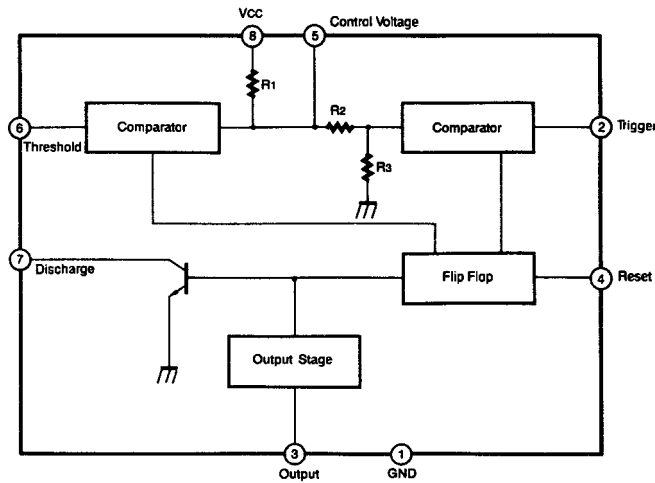 Vcc
Control Voltage
8
5
R1
R2
R3
Comparator
Comparator
6
Threshold
2
Trigger
7
Discharge
Flip Flop
4
Reset
Output Stage
3
Output
1
GND